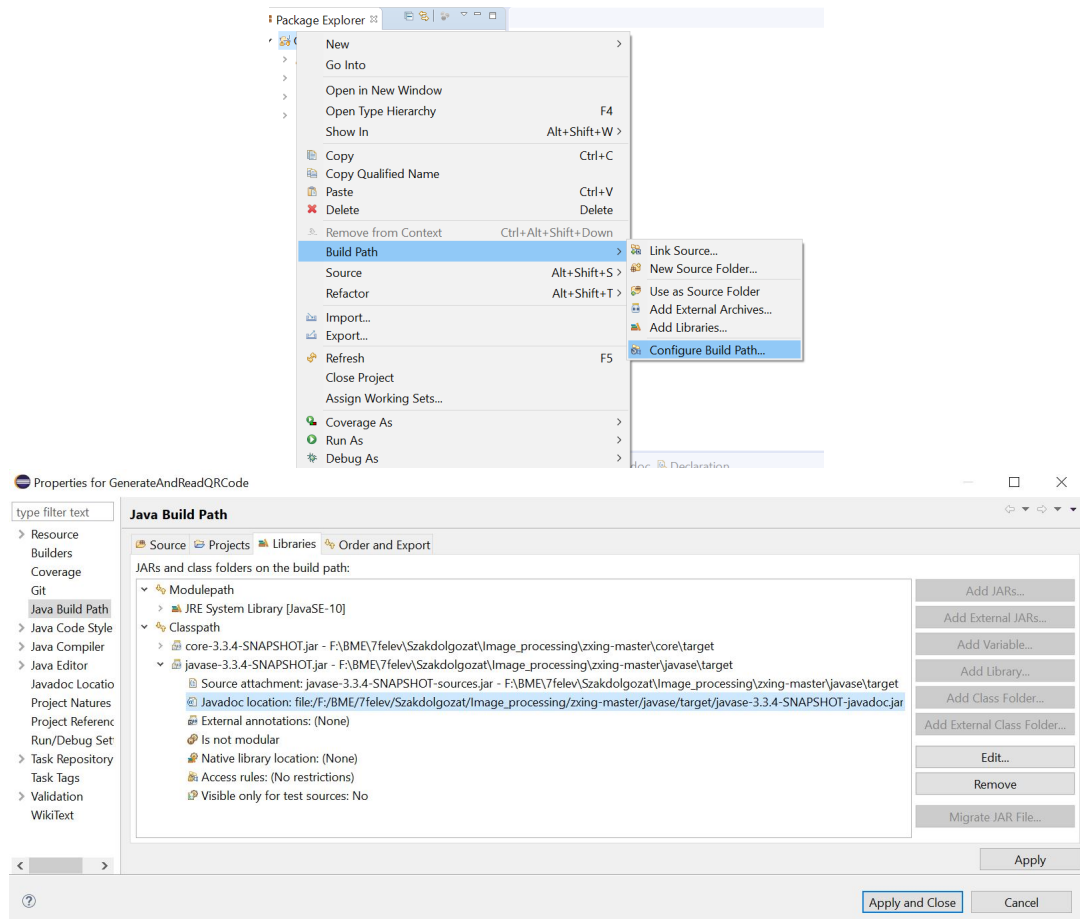 Package Explorer
New
Go Into
Open in New Window
Open Type Hierarchy F4
Show In Alt+Shift+W
Copy Ctrl+C
Copy Qualified Name
Paste Ctrl+V
Delete Delete
Remove from Context Ctrl+Alt+Shift+Down
Build Path
Source Alt+Shift+S
Refactor Alt+Shift+T
Import...
Export...
Refresh F5
Close Project
Assign Working Sets...
Coverage As
Run As
Debug As
Link Source...
New Source Folder...
Use as Source Folder
Add External Archives...
Add Libraries...
Configure Build Path...
doc Declaration
Properties for GenerateAndReadQRCode
type filter text
Resource
Builders
Coverage
Git
Java Build Path
Java Code Style
Java Compiler
Java Editor
Javadoc Locatio
Project Natures
Project Referenc
Run/Debug Set
Task Repository
Task Tags
Validation
WikiText
Java Build Path
Source Projects Libraries Order and Export
JARs and class folders on the build path:
Modulepath
JRE System Library [JavaSE-10]
Classpath
core-3.3.4-SNAPSHOT.jar - F:\BME\7felev\Szakdolgozat\Image_processing\zxing-master\core\target
javase-3.3.4-SNAPSHOT.jar - F:\BME\7felev\Szakdolgozat\Image_processing\zxing-master\javase\target
Source attachment: javase-3.3.4-SNAPSHOT-sources.jar - F:\BME\7felev\Szakdolgozat\Image_processing\zxing-master\javase\target
Javadoc location: file:/F:/BME/7felev/Szakdolgozat/Image_processing/zxing-master/javase/target/javase-3.3.4-SNAPSHOT-javadoc.jar
External annotations: (None)
Is not modular
Native library location: (None)
Access rules: (No restrictions)
Visible only for test sources: No
Add JARs...
Add External JARs...
Add Variable...
Add Library...
Add Class Folder...
Add External Class Folder...
Edit...
Remove
Migrate JAR File...
Apply
Apply and Close Cancel